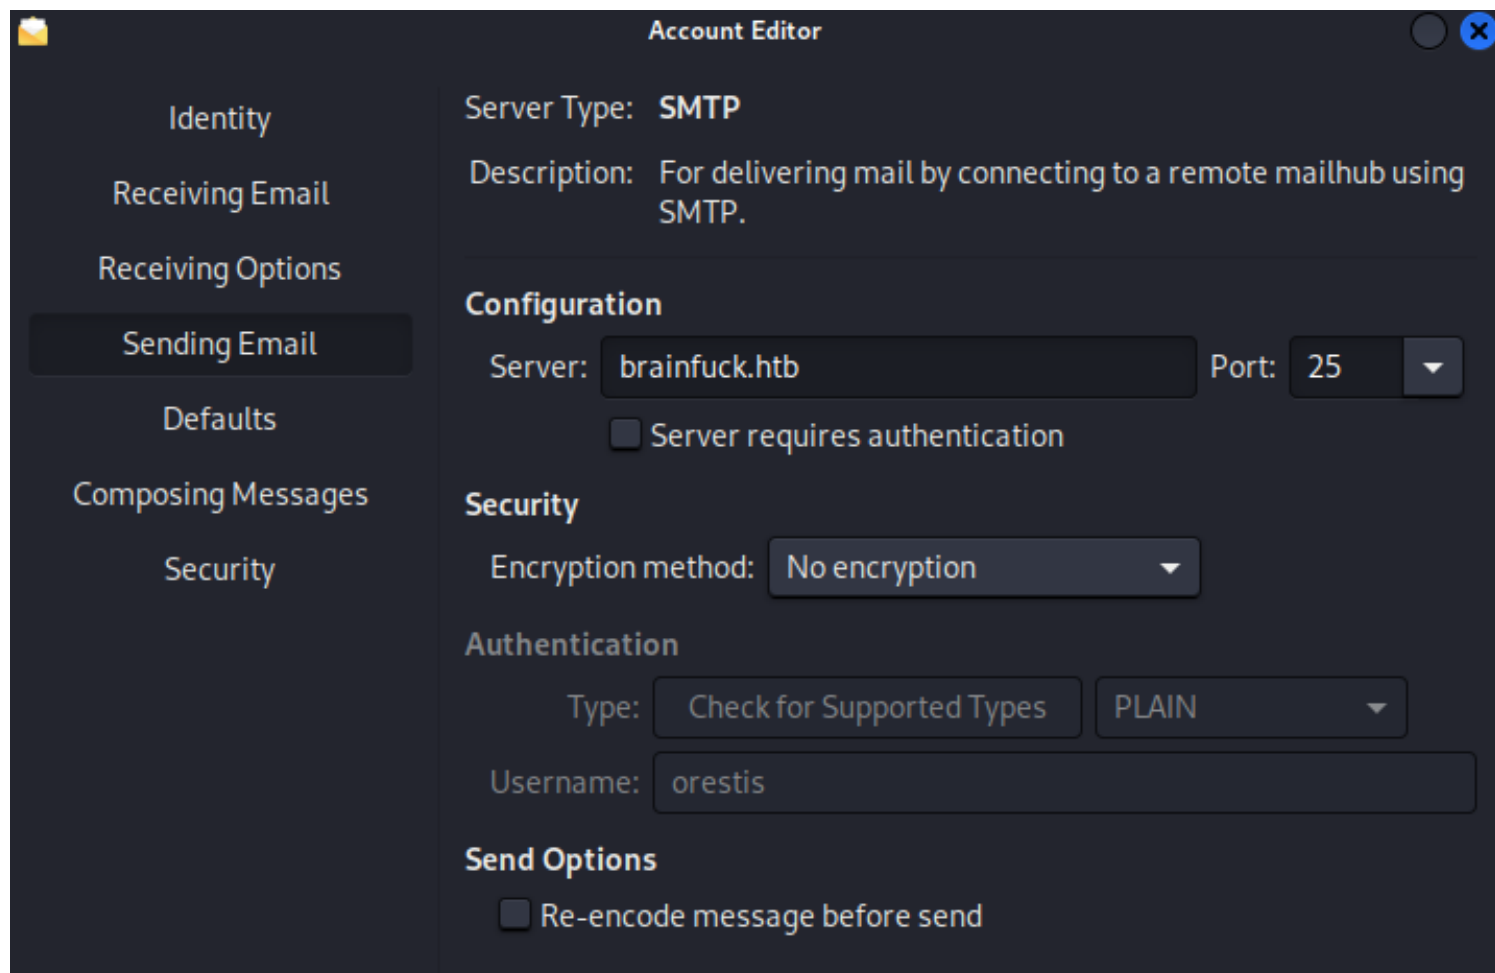 Account Editor
Identity
Receiving Email
Receiving Options
Sending Email
Defaults
Composing Messages
Security
Server Type: SMTP
Description: For delivering mail by connecting to a remote mailhub using
SMTP.
Configuration
Server: brainfuck.htb Port: 25
Server requires authentication
Security
Encryption method: No encryption
Authentication
Type: Check for Supported Types PLAIN
Username: orestis
Send Options
Re-encode message before send